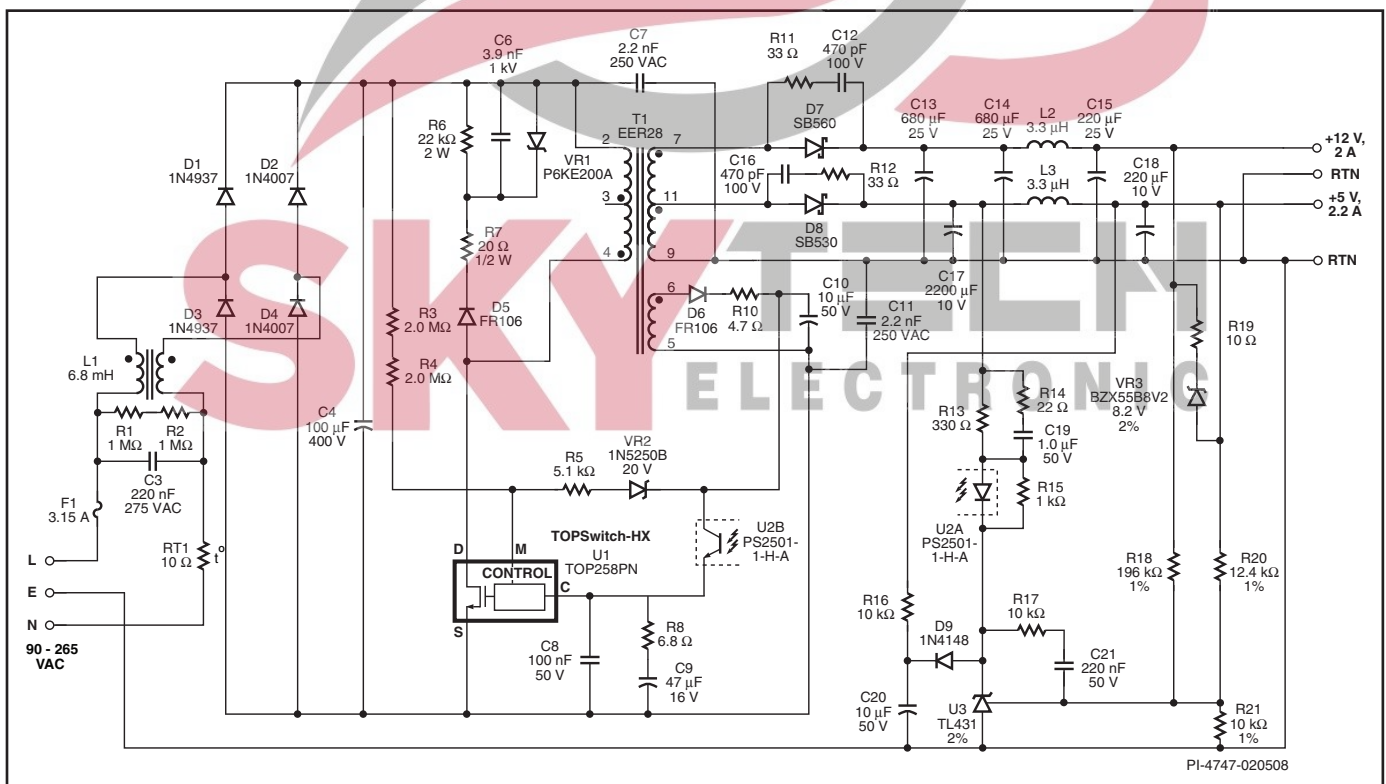 C6
3.9 nF
1 kV
C7
2.2 nF
250 VAC
R11
33 Ω
C12
470 pF
100 V
R6
22 kΩ
2 W
VR1
P6KE200A
T1
EER28
2
3
4
7
11
9
6
5
D7
SB560
C13
680 µF
25 V
C14
680 µF
25 V
L2
3.3 µH
C15
220 µF
25 V
+12 V,
2 A
RTN
+5 V,
2.2 A
RTN
C16
470 pF
100 V
R12
33 Ω
D8
SB530
L3
3.3 µH
C18
220 µF
10 V
D1
1N4937
D2
1N4007
D3
1N4937
D4
1N4007
R7
20 Ω
1/2 W
D5
FR106
R3
2.0 MΩ
R4
2.0 MΩ
D6
FR106
R10
4.7 Ω
C10
10 µF
50 V
C11
2.2 nF
250 VAC
C17
2200 µF
10 V
R19
10 Ω
VR3
BZX55B8V2
8.2 V
2%
SKYTECH
ELECTRONIC
L1
6.8 mH
R1
1 MΩ
R2
1 MΩ
C3
220 nF
275 VAC
C4
100 µF
400 V
F1
3.15 A
RT1
10 Ω
t°
L
E
N
90 - 265
VAC
R5
5.1 kΩ
VR2
1N5250B
20 V
R13
330 Ω
R14
22 Ω
C19
1.0 µF
50 V
R15
1 kΩ
U2A
PS2501-
1-H-A
U2B
PS2501-
1-H-A
TOPSwitch-HX
U1
TOP258PN
D
M
CONTROL
C
S
C8
100 nF
50 V
R8
6.8 Ω
C9
47 µF
16 V
R16
10 kΩ
D9
1N4148
R17
10 kΩ
C21
220 nF
50 V
C20
10 µF
50 V
U3
TL431
2%
R18
196 kΩ
1%
R20
12.4 kΩ
1%
R21
10 kΩ
1%
PI-4747-020508